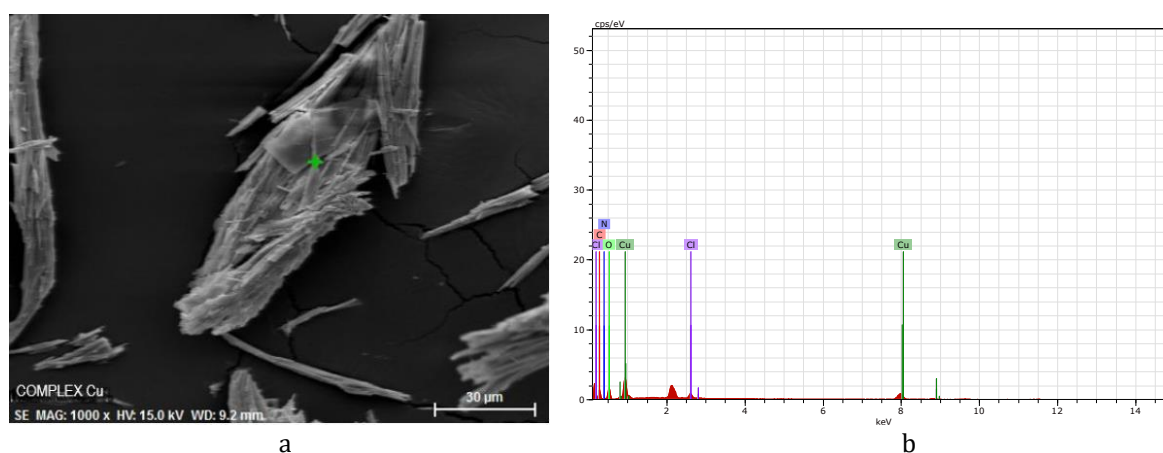 COMPLEX Cu
SE MAG: 1000 x HV: 15.0 kV WD: 9.2 mm
30 µm
a
cps/eV
50
40
30
20
10
0
N
C
Cl O Cu Cl Cu
2 4 6 8 10 12 14
keV
b